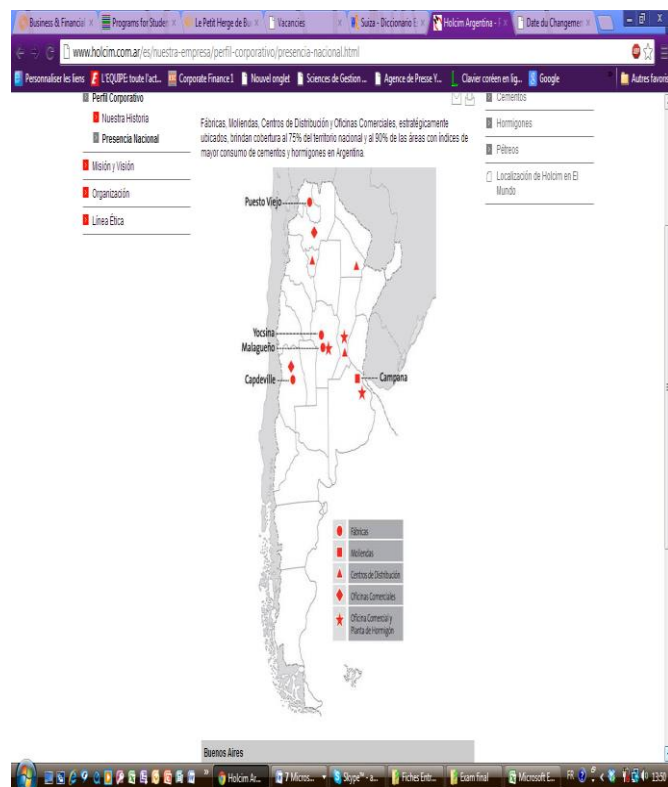 Business & Financial
Programs for Studen
Le Petit Herge de Bu
Vacancies
Suiza - Diccionario E
Holcim Argentina - P
Date du Changemen
www.holcim.com.ar/es/nuestra-empresa/perfil-corporativo/presencia-nacional.html
Personnaliser les liens
L'EQUIPE: toute l'act...
Corporate Finance 1
Nouvel onglet
Sciences de Gestion ...
Agence de Presse Y...
Clavier coréen en lig...
Google
Autres favoris
Perfil Corporativo
Nuestra Historia
Presencia Nacional
Misión y Visión
Organización
Línea Ética
Fábricas, Moliendas, Centros de Distribución y Oficinas Comerciales, estratégicamente
ubicados, brindan cobertura al 75% del territorio nacional y al 90% de las áreas con índices de
mayor consumo de cementos y hormigones en Argentina.
Cementos
Hormigones
Pétreos
Localización de Holcim en El
Mundo
Puesto Viejo
Yocsina
Malagueño
Capdeville
Campana
Fábricas
Moliendas
Centros de Distribución
Oficinas Comerciales
Oficina Comercial y
Planta de Hormigón
Buenos Aires
Holcim Ar...
7 Micros...
Skype™ - a...
Fiches Entr...
Exam final
Microsoft E...
FR
13:50